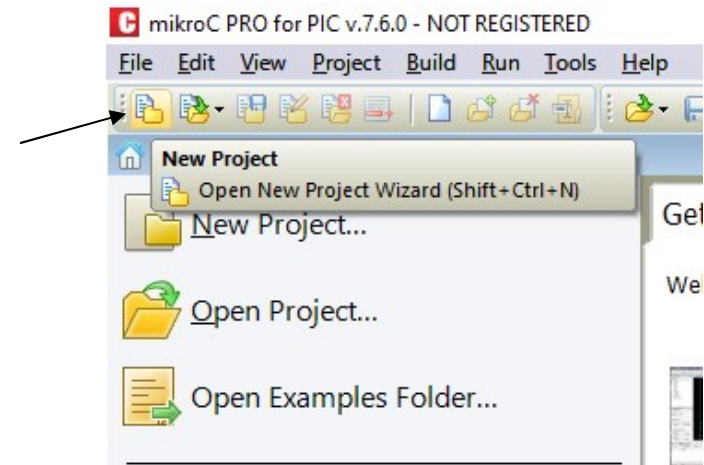 mikroC PRO for PIC v.7.6.0 - NOT REGISTERED
File Edit View Project Build Run Tools Help
New Project
Open New Project Wizard (Shift+Ctrl+N)
New Project...
Get
Wel
Open Project...
Open Examples Folder...